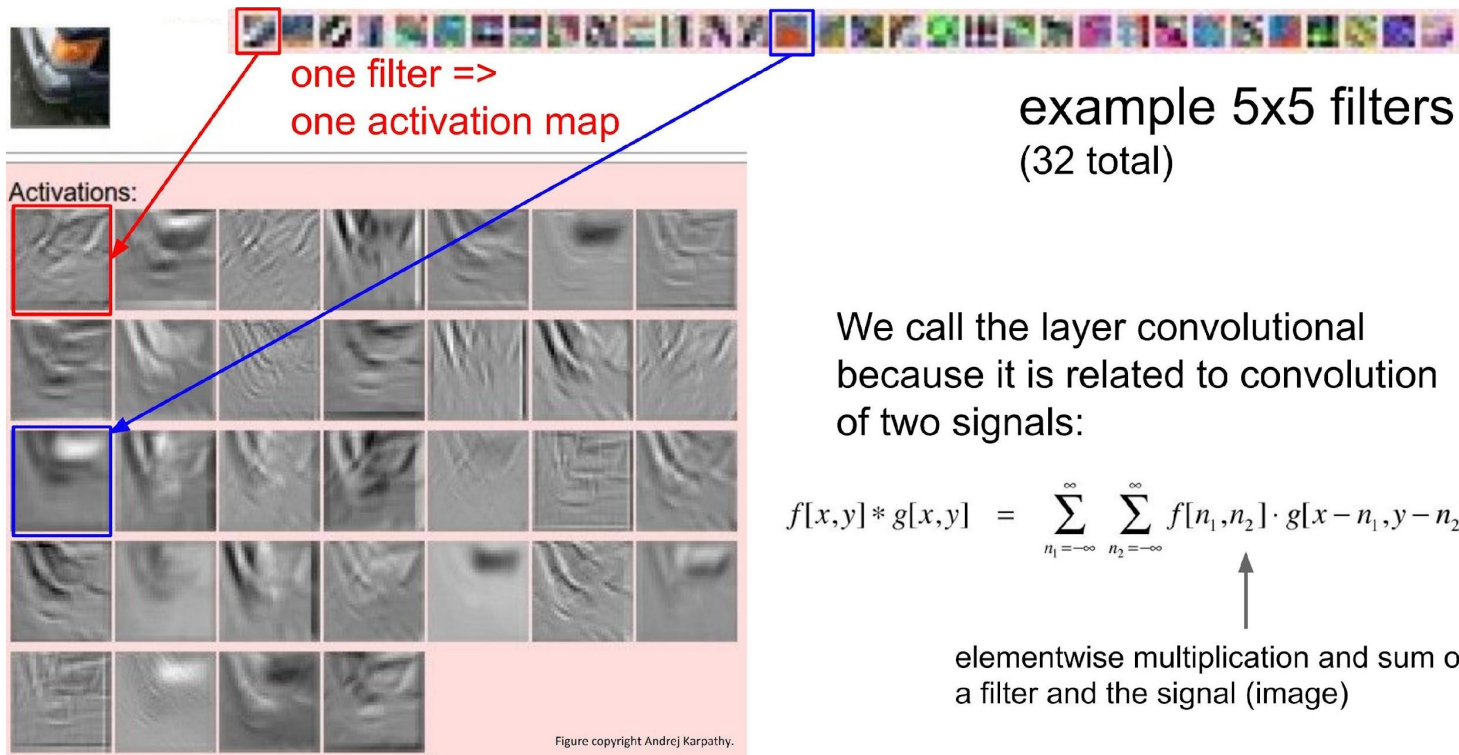 one filter =>
one activation map
example 5x5 filters
(32 total)
Activations:
We call the layer convolutional
because it is related to convolution
of two signals:
f[x,y] * g[x,y] = ∑_{n₁=-∞}^{∞} ∑_{n₂=-∞}^{∞} f[n₁,n₂] · g[x − n₁, y − n₂
elementwise multiplication and sum o
a filter and the signal (image)
Figure copyright Andrej Karpathy.